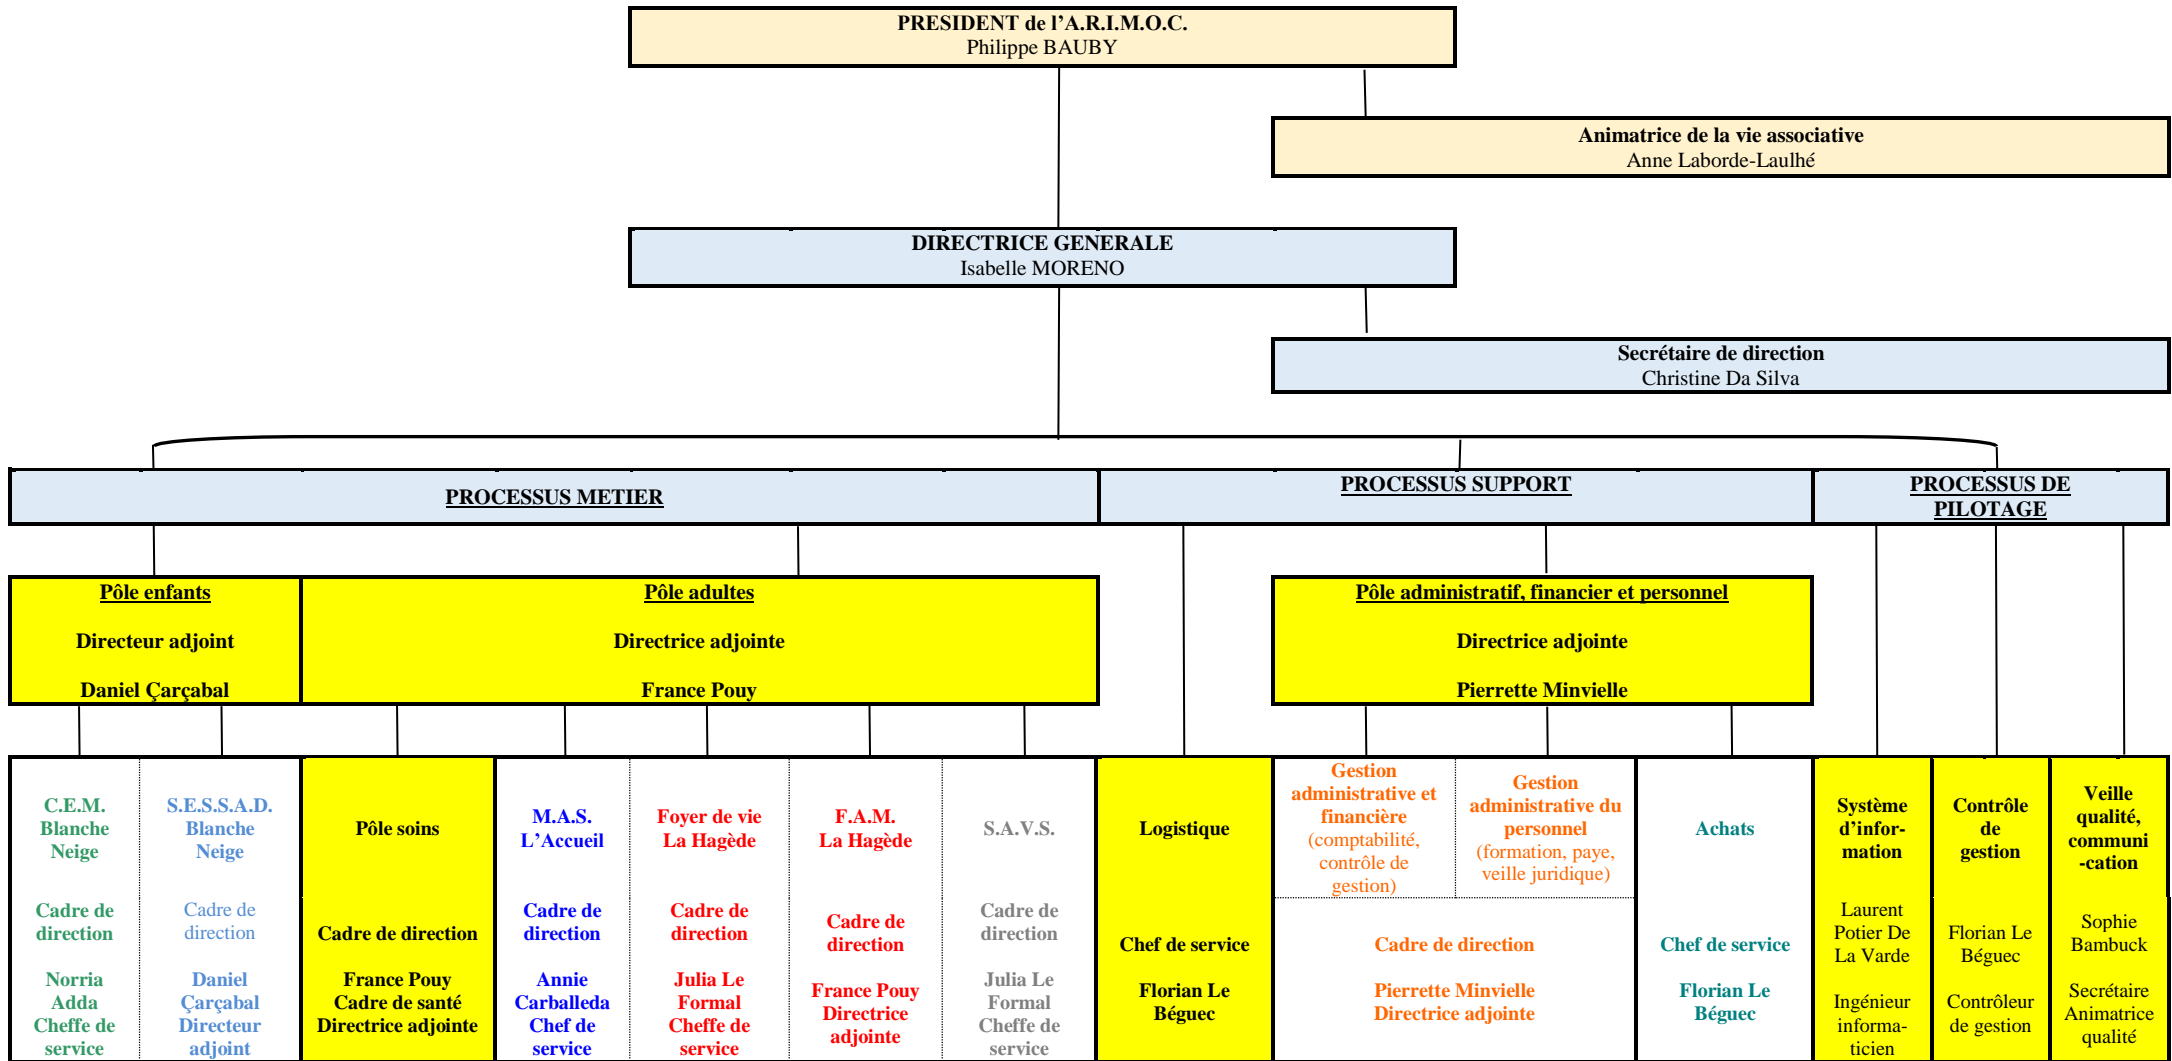 PRESIDENT de l'A.R.I.M.O.C.
Philippe BAUBY
Animatrice de la vie associative
Anne Laborde-Laulhé
DIRECTRICE GENERALE
Isabelle MORENO
Secrétaire de direction
Christine Da Silva
PROCESSUS METIER
PROCESSUS SUPPORT
PROCESSUS DE
PILOTAGE
Pôle enfants
Directeur adjoint
Daniel Çarçabal
Pôle adultes
Directrice adjointe
France Pouy
Pôle administratif, financier et personnel
Directrice adjointe
Pierrette Minvielle
C.E.M.
Blanche
Neige
Cadre de
direction
Norria
Adda
Cheffe de
service
S.E.S.S.A.D.
Blanche
Neige
Cadre de
direction
Daniel
Çarçabal
Directeur
adjoint
Pôle soins
Cadre de direction
France Pouy
Cadre de santé
Directrice adjointe
M.A.S.
L'Accueil
Cadre de
direction
Annie
Carballeda
Chef de
service
Foyer de vie
La Hagède
Cadre de
direction
Julia Le
Formal
Cheffe de
service
F.A.M.
La Hagède
Cadre de
direction
France Pouy
Directrice
adjointe
S.A.V.S.
Cadre de
direction
Julia Le
Formal
Cheffe de
service
Logistique
Chef de service
Florian Le
Béguec
Gestion
administrative et
financière
(comptabilité,
contrôle de
gestion)
Gestion
administrative du
personnel
(formation, paye,
veille juridique)
Cadre de direction
Pierrette Minvielle
Directrice adjointe
Achats
Chef de service
Florian Le
Béguec
Système
d'infor-
mation
Laurent
Potier De
La Varde
Ingénieur
informa-
ticien
Contrôle
de
gestion
Florian Le
Béguec
Contrôleur
de gestion
Veille
qualité,
communi
-cation
Sophie
Bambuck
Secrétaire
Animatrice
qualité